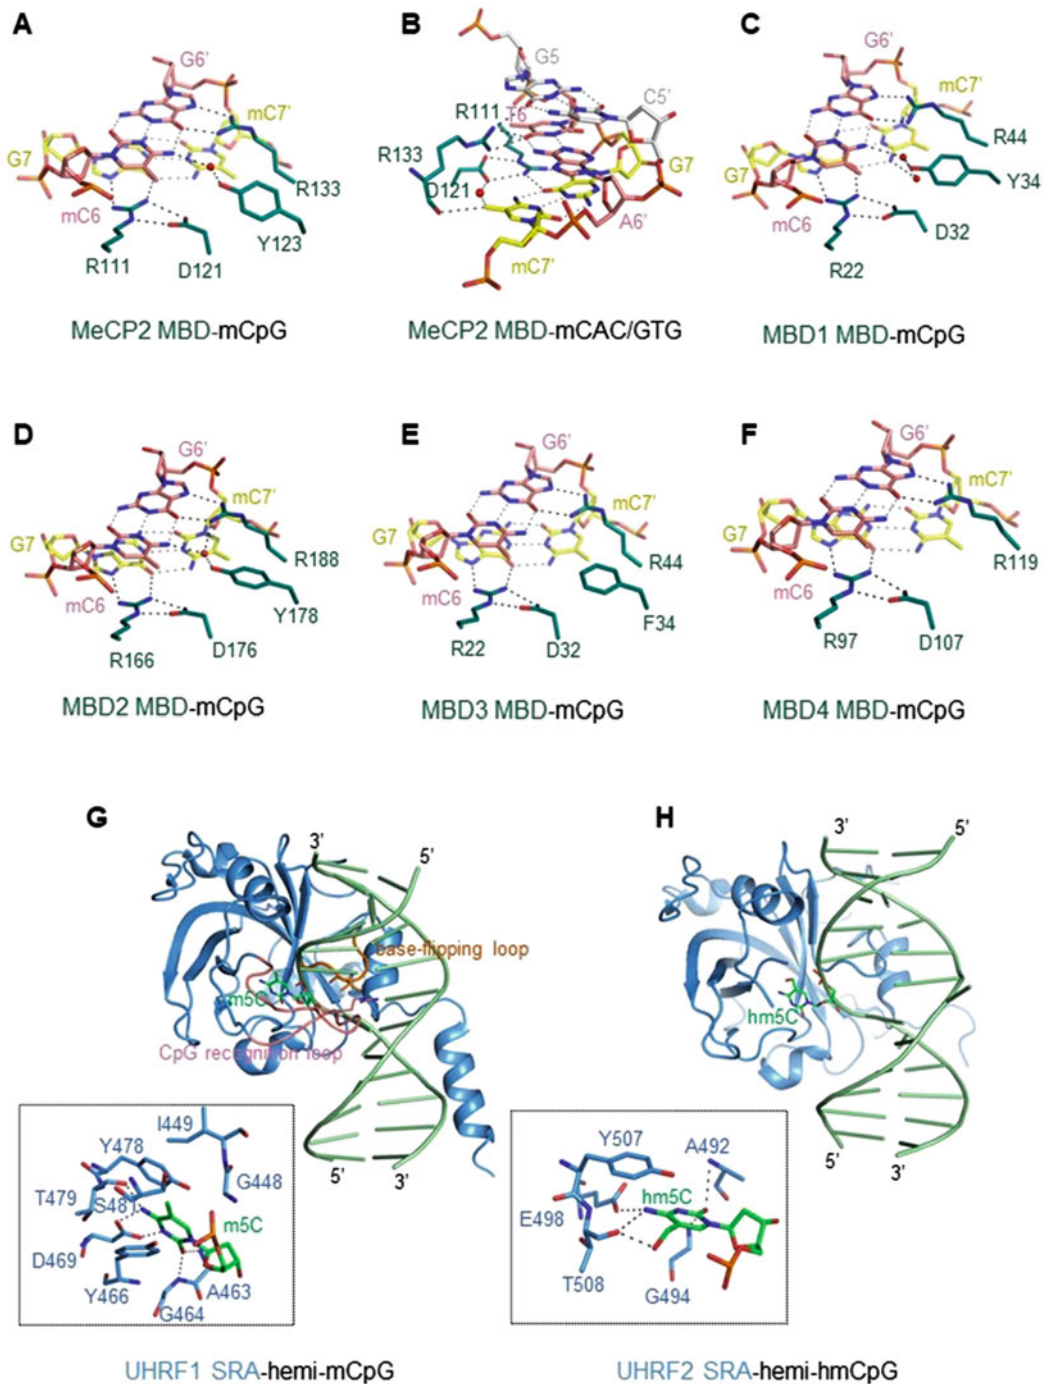 A
G6'
mC7'
G7
mC6
R133
Y123
R111
D121
MeCP2 MBD-mCpG
B
G5
C5'
R111
T6
R133
D121
G7
A6'
mC7'
MeCP2 MBD-mCAC/GTG
C
G6'
mC7'
R44
G7
Y34
mC6
D32
R22
MBD1 MBD-mCpG
D
G6'
mC7'
G7
R188
mC6
Y178
D176
R166
MBD2 MBD-mCpG
E
G6'
mC7'
G7
R44
mC6
F34
R22
D32
MBD3 MBD-mCpG
F
G6'
mC7'
G7
R119
mC6
R97
D107
MBD4 MBD-mCpG
G
3'
5'
base-flipping loop
m5C
CpG recognition loop
5'
3'
I449
Y478
G448
T479
S481
m5C
D469
Y466
A463
G464
UHRF1 SRA-hemi-mCpG
H
3'
5'
hm5C
5'
3'
Y507
A492
hm5C
E498
T508
G494
UHRF2 SRA-hemi-hmCpG